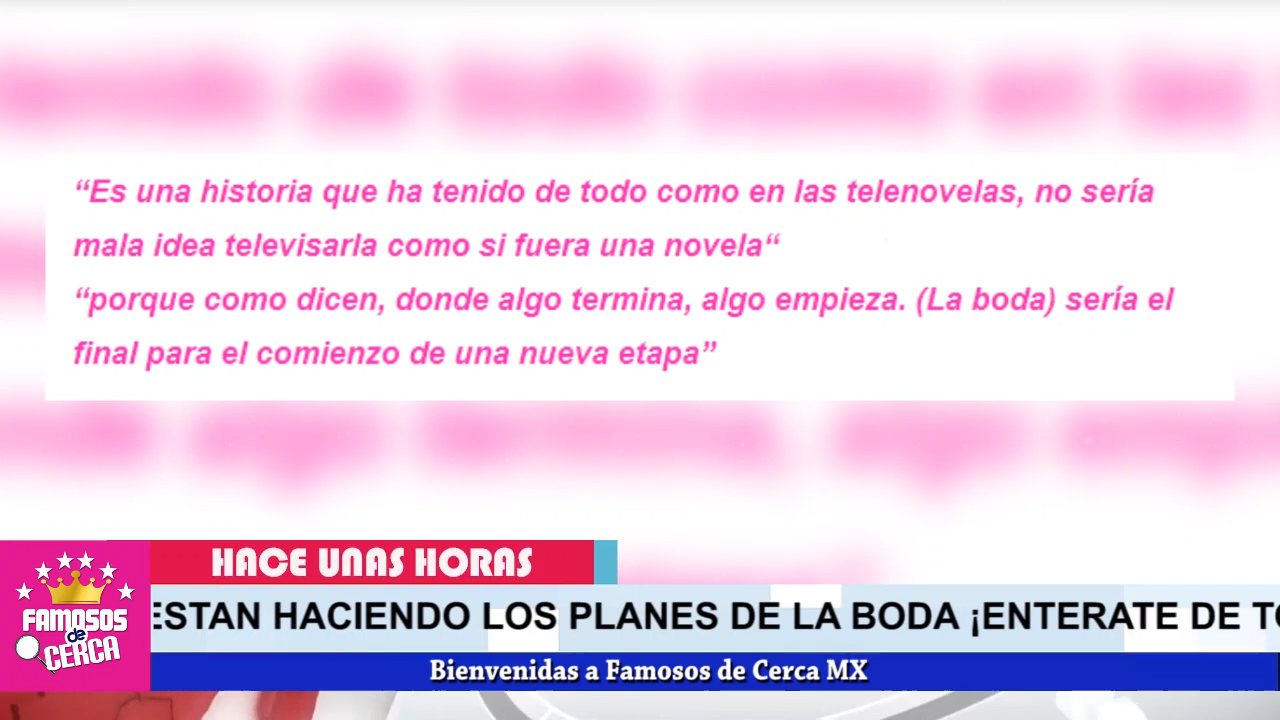 “Es una historia que ha tenido de todo como en las telenovelas, no sería
mala idea televisarla como si fuera una novela“
“porque como dicen, donde algo termina, algo empieza. (La boda) sería el
final para el comienzo de una nueva etapa”
HACE UNAS HORAS
ESTAN HACIENDO LOS PLANES DE LA BODA ¡ENTERATE DE
FAMOSOS
de
CERCA
Bienvenidas a Famosos de Cerca MX